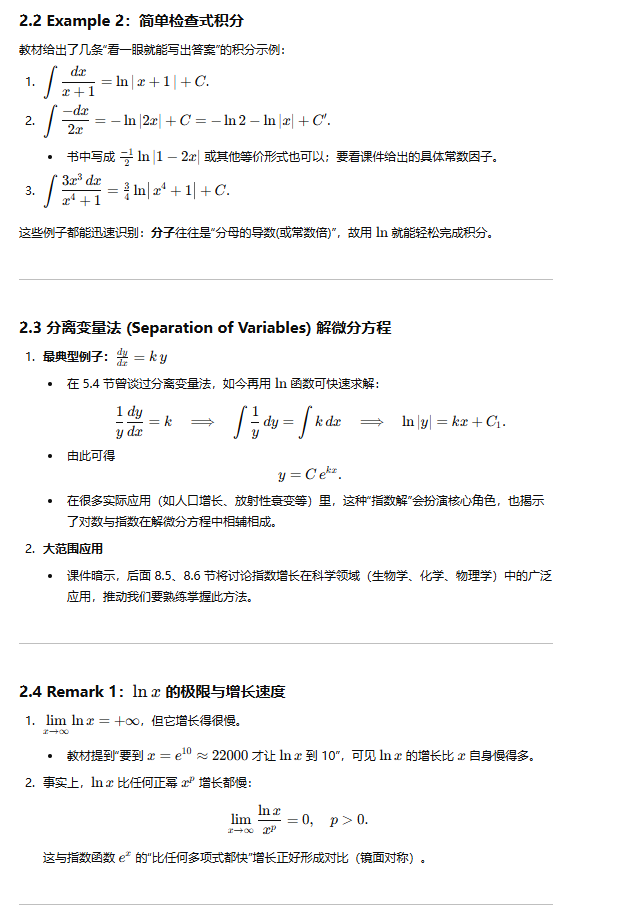 2.2 Example 2：简单检查式积分
教材给出了几条“看一眼就能写出答案”的积分示例：
1. ∫ dx/(x+1) = ln|x+1| + C.
2. ∫ −dx/(2x) = −ln|2x| + C = −ln 2 − ln|x| + C′.
• 书中写成 −1/2 ln|1 − 2x| 或其他等价形式也可以；要看课件给出的具体常数因子。
3. ∫ 3x³ dx/(x⁴+1) = 3/4 ln|x⁴ + 1| + C.
这些例子都能迅速识别：分子往往是“分母的导数(或常数倍)”，故用 ln 就能轻松完成积分。
2.3 分离变量法 (Separation of Variables) 解微分方程
1. 最典型例子：dy/dx = k y
• 在 5.4 节曾谈过分离变量法，如今再用 ln 函数可快速求解：
1/y dy/dx = k ⟹ ∫ 1/y dy = ∫ k dx ⟹ ln|y| = kx + C₁.
• 由此可得
y = C e^{kx}.
• 在很多实际应用（如人口增长、放射性衰变等）里，这种“指数解”会扮演核心角色，也揭示
了对数与指数在解微分方程中相辅相成。
2. 大范围应用
• 课件暗示，后面 8.5、8.6 节将讨论指数增长在科学领域（生物学、化学、物理学）中的广泛
应用，推动我们要熟练掌握此方法。
2.4 Remark 1：ln x 的极限与增长速度
1. lim_{x→∞} ln x = +∞，但它增长得很慢。
• 教材提到“要到 x = e¹⁰ ≈ 22000 才让 ln x 到 10”，可见 ln x 的增长比 x 自身慢得多。
2. 事实上，ln x 比任何正幂 x^p 增长都慢：
lim_{x→∞} ln x / x^p = 0, p > 0.
这与指数函数 e^x 的“比任何多项式都快”增长正好形成对比（镜面对称）。